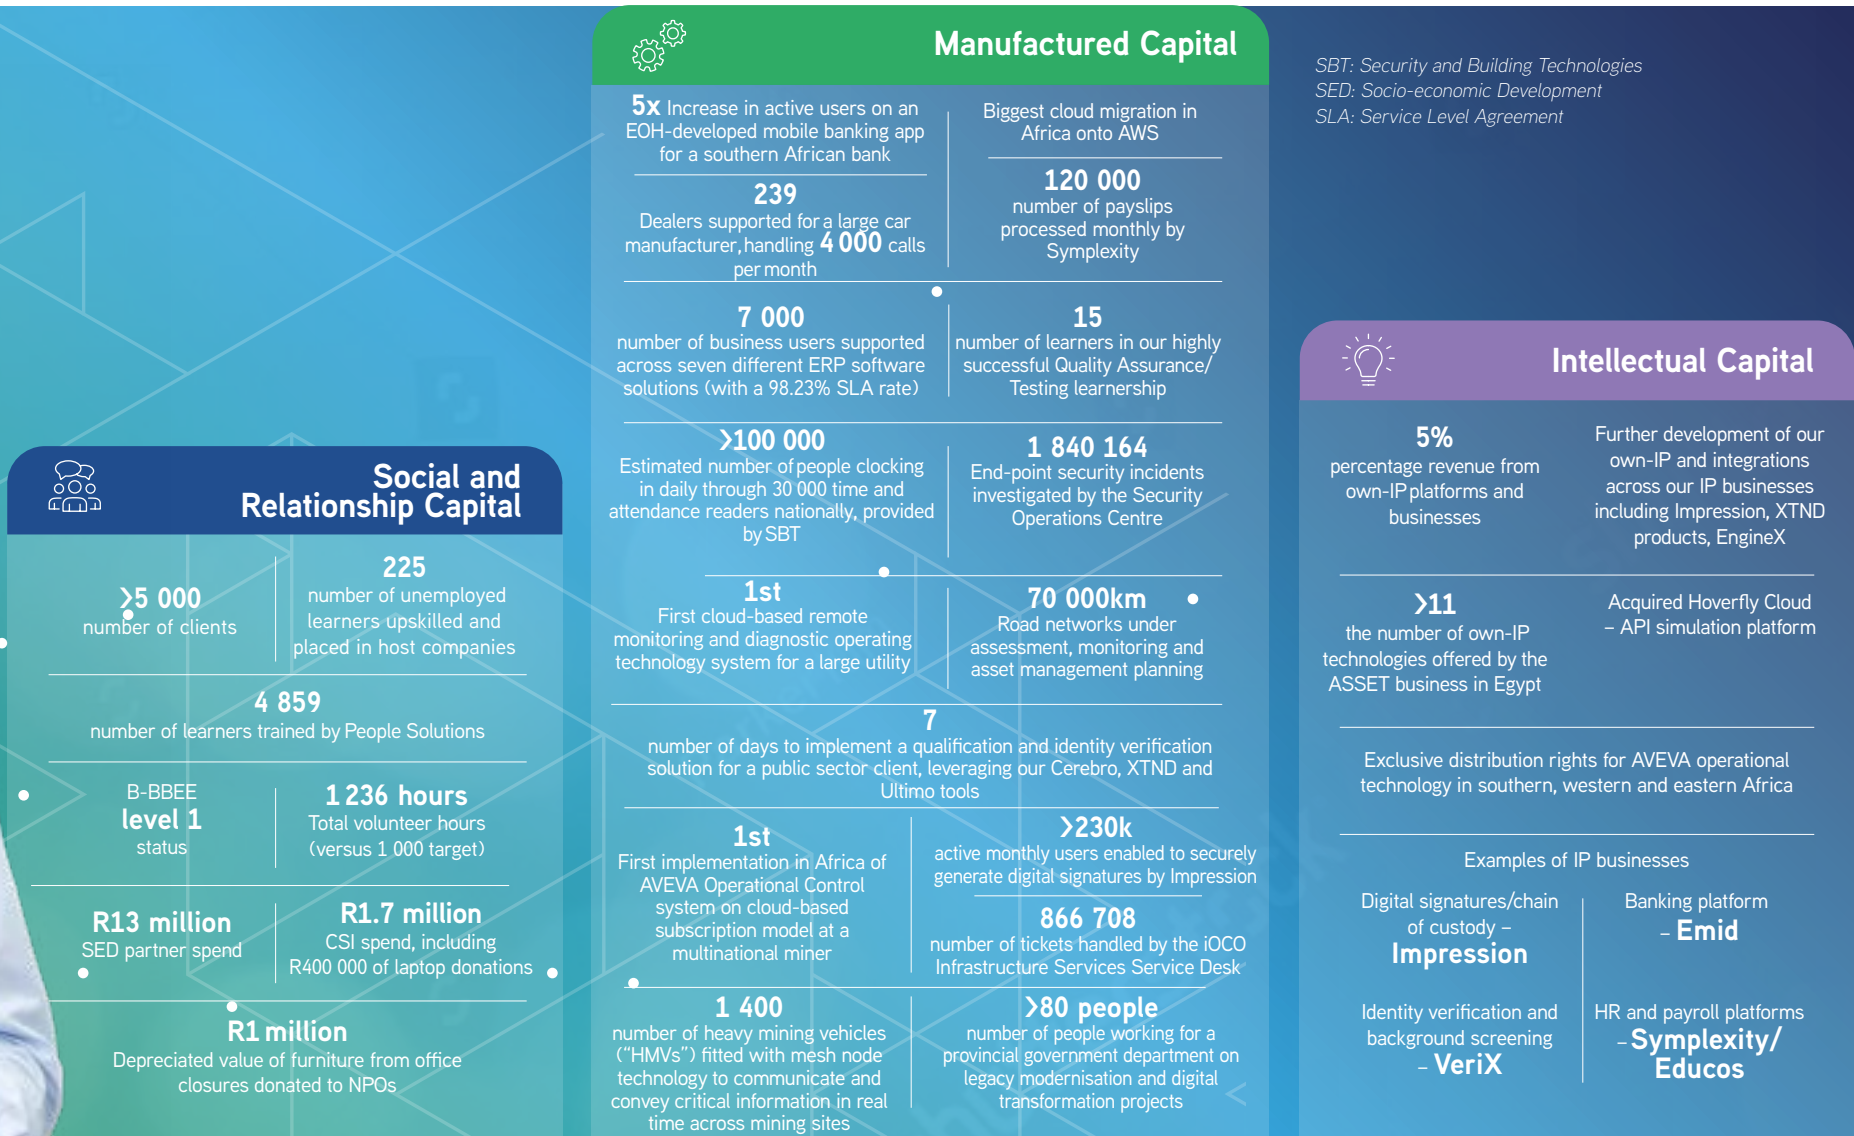 Social and
Relationship Capital
>5 000
number of clients
225
number of unemployed
learners upskilled and
placed in host companies
4 859
number of learners trained by People Solutions
B-BBEE
level 1
status
1 236 hours
Total volunteer hours
(versus 1 000 target)
R13 million
SED partner spend
R1.7 million
CSI spend, including
R400 000 of laptop donations
R1 million
Depreciated value of furniture from office
closures donated to NPOs
Manufactured Capital
5x Increase in active users on an
EOH-developed mobile banking app
for a southern African bank
Biggest cloud migration in
Africa onto AWS
239
Dealers supported for a large car
manufacturer, handling 4 000 calls
per month
120 000
number of payslips
processed monthly by
Symplexity
7 000
number of business users supported
across seven different ERP software
solutions (with a 98.23% SLA rate)
15
number of learners in our highly
successful Quality Assurance/
Testing learnership
>100 000
Estimated number of people clocking
in daily through 30 000 time and
attendance readers nationally, provided
by SBT
1 840 164
End-point security incidents
investigated by the Security
Operations Centre
1st
First cloud-based remote
monitoring and diagnostic operating
technology system for a large utility
70 000km
Road networks under
assessment, monitoring and
asset management planning
7
number of days to implement a qualification and identity verification
solution for a public sector client, leveraging our Cerebro, XTND and
Ultimo tools
1st
First implementation in Africa of
AVEVA Operational Control
system on cloud-based
subscription model at a
multinational miner
>230k
active monthly users enabled to securely
generate digital signatures by Impression
866 708
number of tickets handled by the iOCO
Infrastructure Services Service Desk
1 400
number of heavy mining vehicles
("HMVs") fitted with mesh node
technology to communicate and
convey critical information in real
time across mining sites
>80 people
number of people working for a
provincial government department on
legacy modernisation and digital
transformation projects
SBT: Security and Building Technologies
SED: Socio-economic Development
SLA: Service Level Agreement
Intellectual Capital
5%
percentage revenue from
own-IP platforms and
businesses
Further development of our
own-IP and integrations
across our IP businesses
including Impression, XTND
products, EngineX
>11
the number of own-IP
technologies offered by the
ASSET business in Egypt
Acquired Hoverfly Cloud
– API simulation platform
Exclusive distribution rights for AVEVA operational
technology in southern, western and eastern Africa
Examples of IP businesses
Digital signatures/chain
of custody –
Impression
Banking platform
– Emid
Identity verification and
background screening
– VeriX
HR and payroll platforms
– Symplexity/
Educos